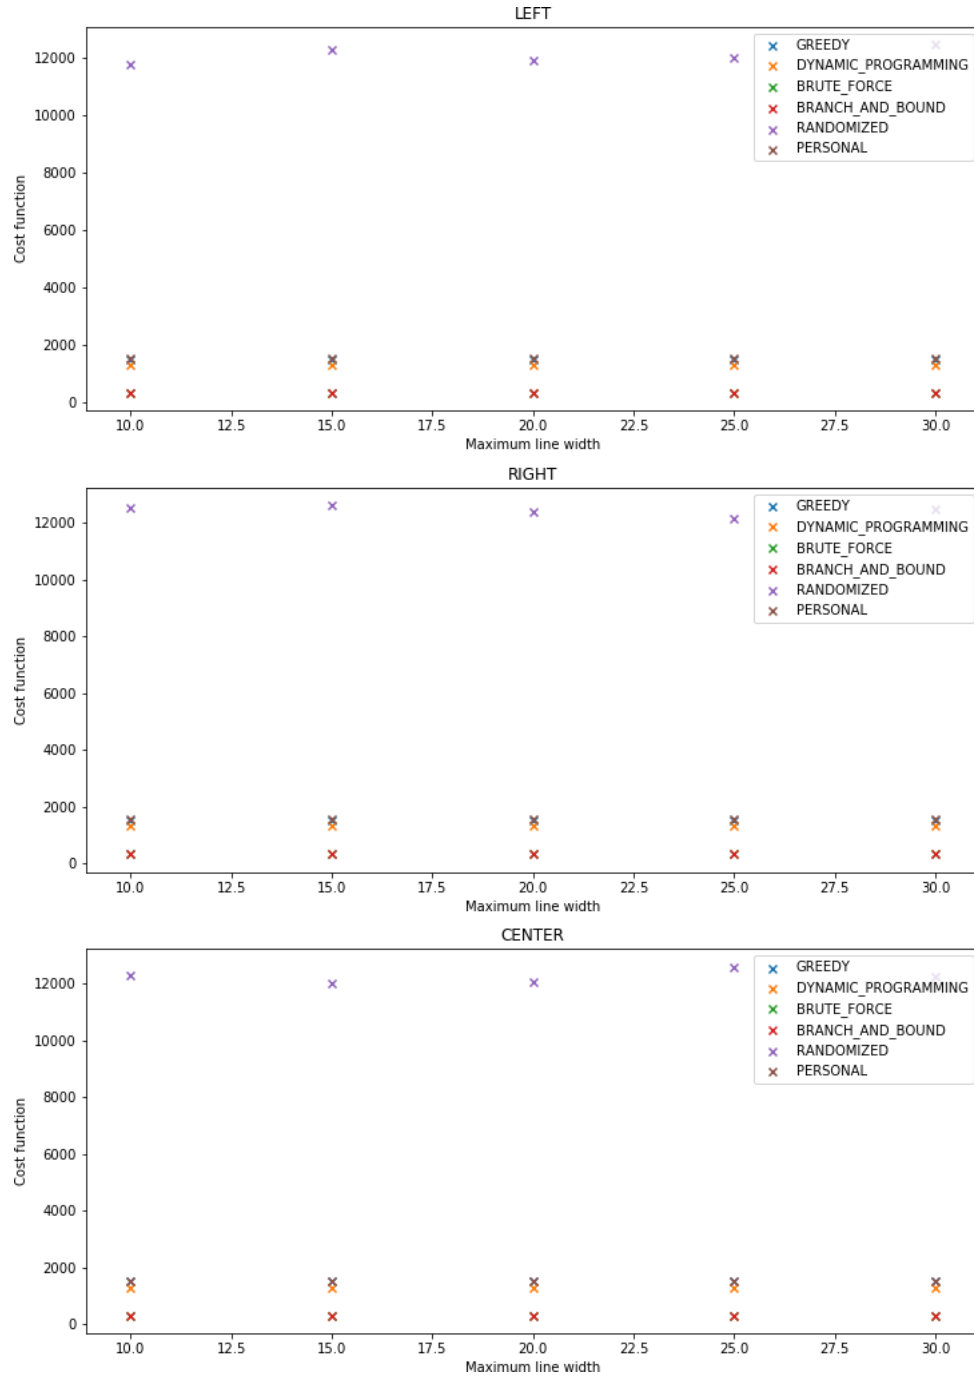 LEFT
12000
10000
8000
6000
4000
2000
0
Cost function
GREEDY
DYNAMIC_PROGRAMMING
BRUTE_FORCE
BRANCH_AND_BOUND
RANDOMIZED
PERSONAL
10.0 12.5 15.0 17.5 20.0 22.5 25.0 27.5 30.0
Maximum line width
RIGHT
12000
10000
8000
6000
4000
2000
0
Cost function
GREEDY
DYNAMIC_PROGRAMMING
BRUTE_FORCE
BRANCH_AND_BOUND
RANDOMIZED
PERSONAL
10.0 12.5 15.0 17.5 20.0 22.5 25.0 27.5 30.0
Maximum line width
CENTER
12000
10000
8000
6000
4000
2000
0
Cost function
GREEDY
DYNAMIC_PROGRAMMING
BRUTE_FORCE
BRANCH_AND_BOUND
RANDOMIZED
PERSONAL
10.0 12.5 15.0 17.5 20.0 22.5 25.0 27.5 30.0
Maximum line width